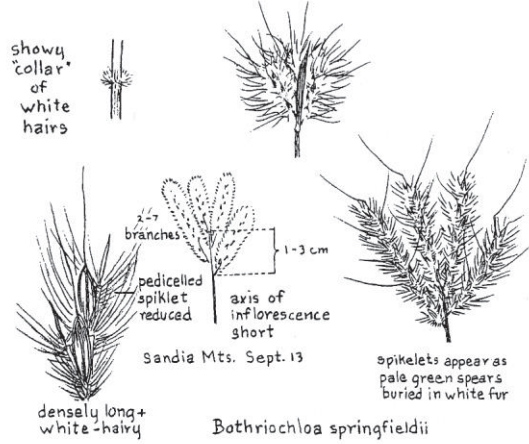 showy
"collar"
of
white
hairs
2-7
branches
1-3 cm
pedicelled
spiklet
reduced
axis of
inflorescence
short
Sandia Mts. Sept. 13
densely long +
white-hairy
spikelets appear as
pale green spears
buried in white fur
Bothriochloa springfieldii